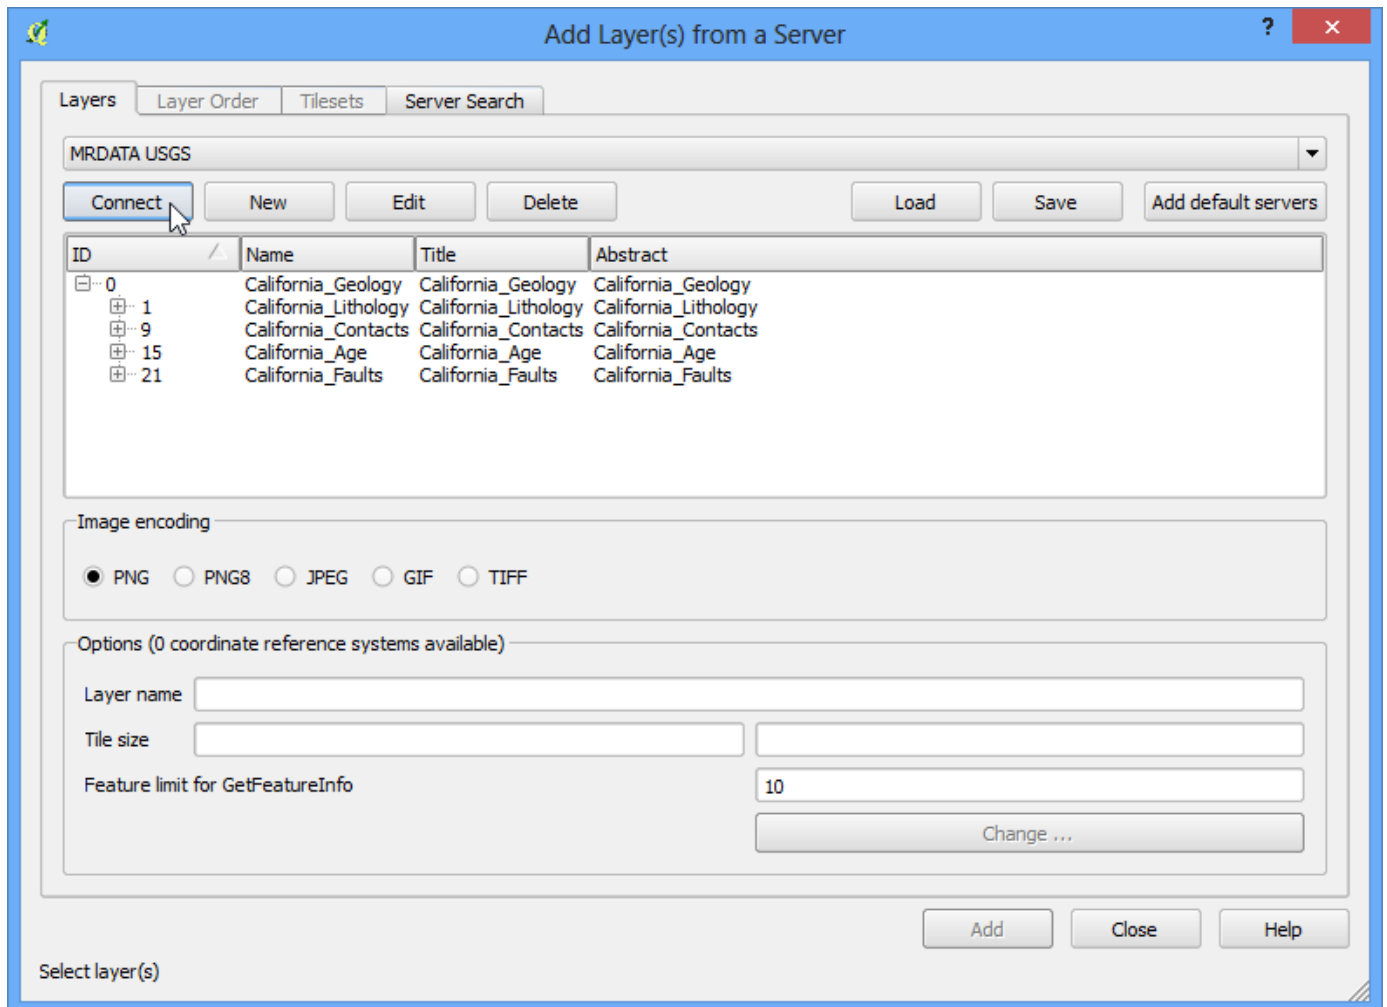 Add Layer(s) from a Server ?
Layers Layer Order Tilesets Server Search
MRDATA USGS
Connect New Edit Delete Load Save Add default servers
ID Name Title Abstract
0 California_Geology California_Geology California_Geology
1 California_Lithology California_Lithology California_Lithology
9 California_Contacts California_Contacts California_Contacts
15 California_Age California_Age California_Age
21 California_Faults California_Faults California_Faults
Image encoding
PNG PNG8 JPEG GIF TIFF
Options (0 coordinate reference systems available)
Layer name
Tile size
Feature limit for GetFeatureInfo 10
Change ...
Add Close Help
Select layer(s)